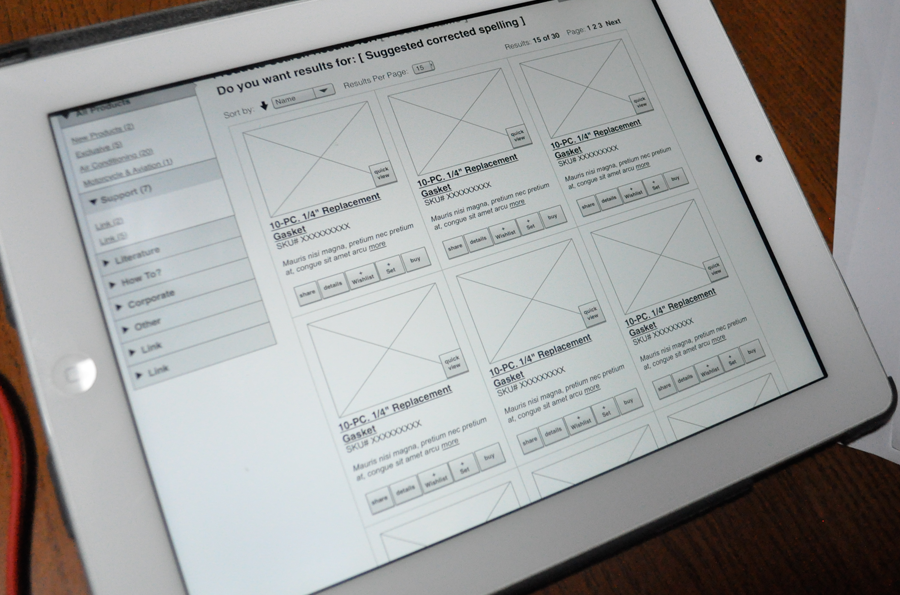 Do you want results for: [ Suggested corrected spelling ]
Sort by: Name Results Per Page: 15 Results: 15 of 30 Page: 1 2 3 Next
All Products
New Products (2)
Exclusive (5)
Air Conditioning (20)
Motorcycle & Aviation (1)
Support (7)
Link (2)
Link (5)
Literature
How To?
Corporate
Other
Link
Link
quick
view
10-PC. 1/4" Replacement
Gasket
SKU# XXXXXXXXX
Mauris nisi magna, pretium nec pretium
at, congue sit amet arcu more
share details + Wishlist + Set buy
quick
view
10-PC. 1/4" Replacement
Gasket
SKU# XXXXXXXXX
Mauris nisi magna, pretium nec pretium
at, congue sit amet arcu more
share details + Wishlist + Set buy
quick
view
10-PC. 1/4" Replacement
Gasket
SKU# XXXXXXXXX
Mauris nisi magna, pretium nec pretium
at, congue sit amet arcu more
share details + Wishlist + Set buy
quick
view
10-PC. 1/4" Replacement
Gasket
SKU# XXXXXXXXX
Mauris nisi magna, pretium nec pretium
at, congue sit amet arcu more
share details + Wishlist + Set buy
quick
view
10-PC. 1/4" Replacement
Gasket
SKU# XXXXXXXXX
Mauris nisi magna, pretium nec pretium
at, congue sit amet arcu more
share details + Wishlist + Set buy
quick
view
10-PC. 1/4" Replacement
Gasket
SKU# XXXXXXXXX
Mauris nisi magna, pretium nec pretium
at, congue sit amet arcu more
share details + Wishlist + Set buy